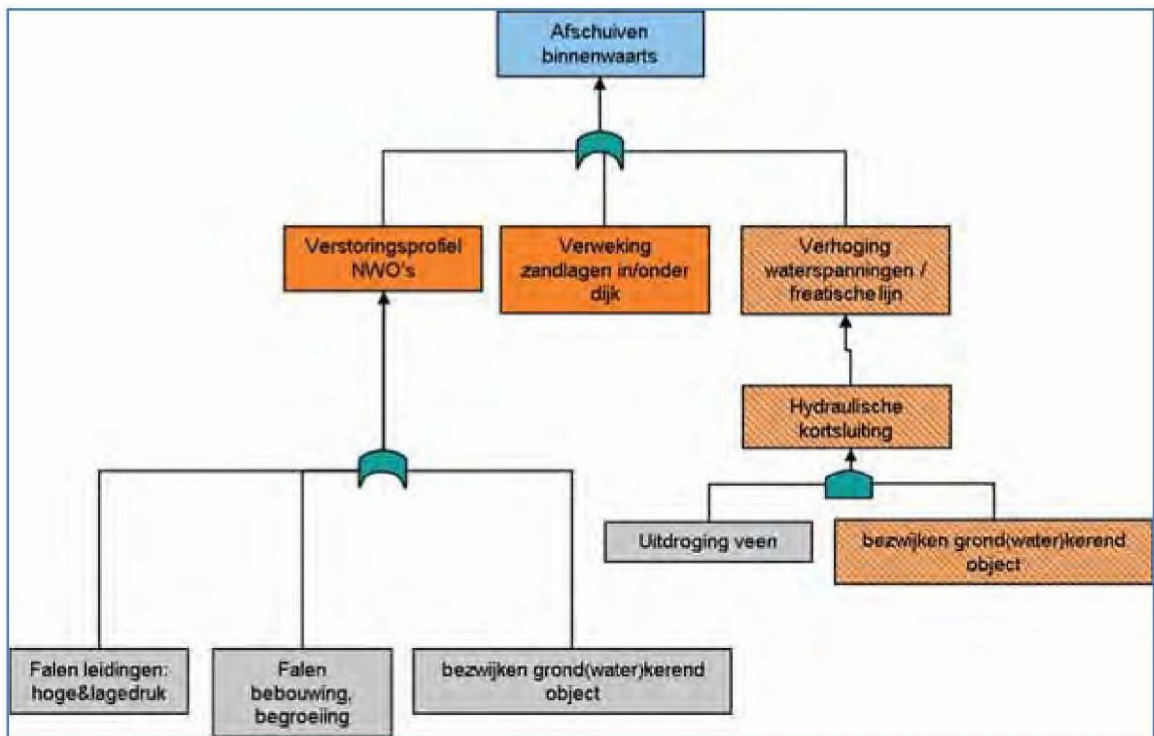 Afschuiven
binnenwaarts
Verstoringsprofiel
NWO's
Verweking
zandlagen in/onder
dijk
Verhoging
waterspanningen /
freatische lijn
Hydraulische
kortsluiting
Uitdroging veen
bezwijken grond(water)kerend
object
Falen leidingen:
hoge&lagedruk
Falen
bebouwing,
begroeiing
bezwijken grond(water)kerend
object